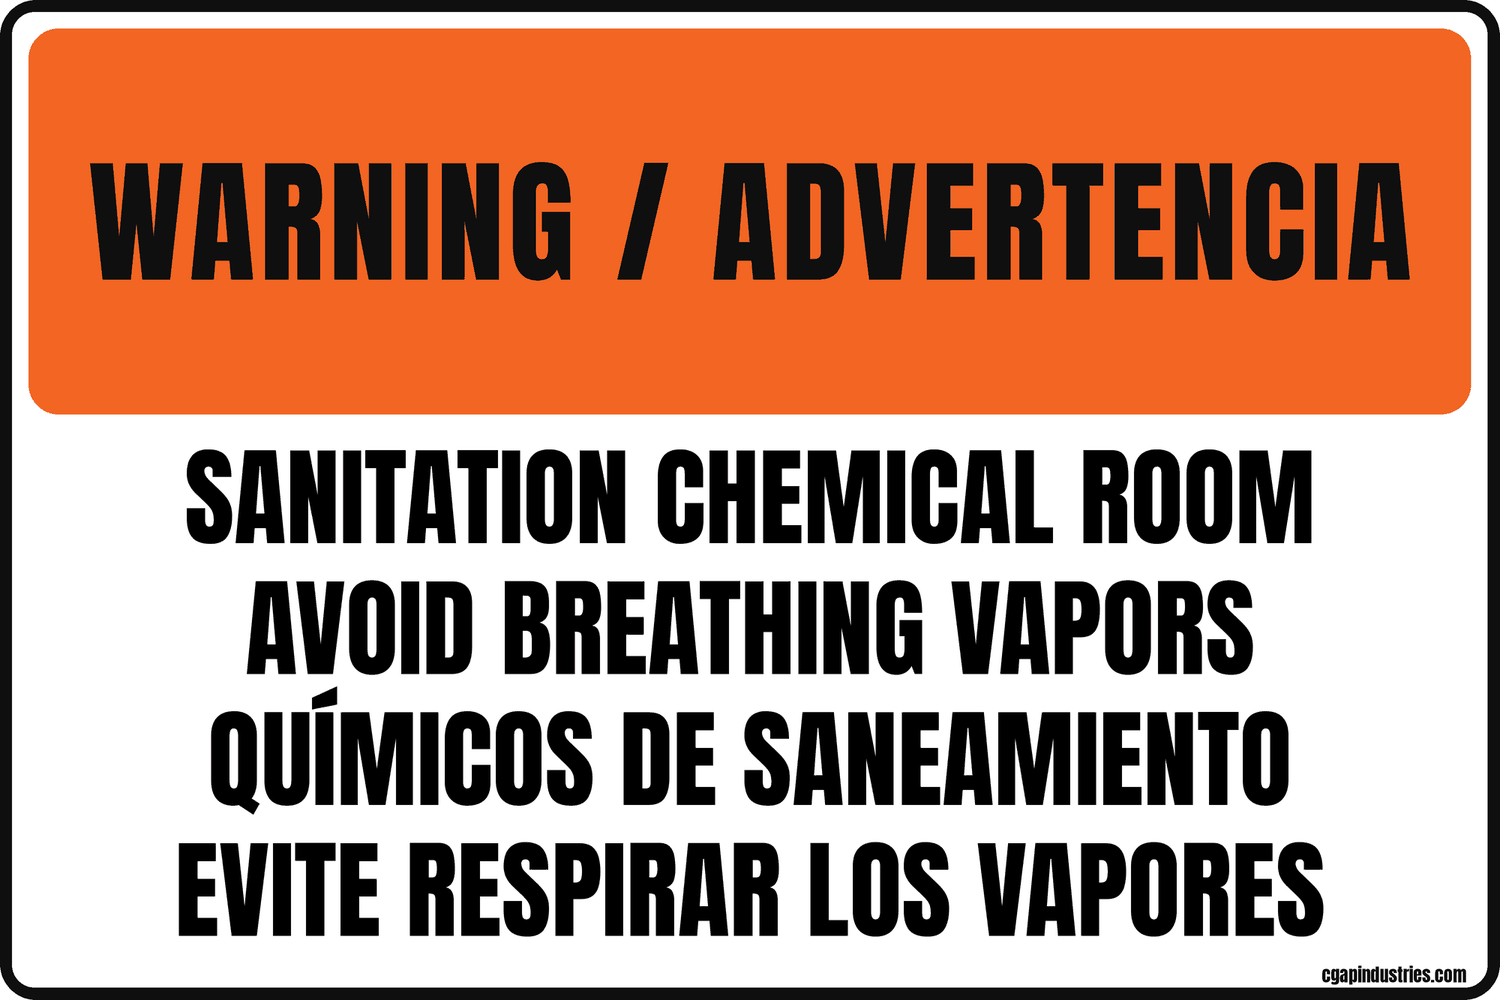 WARNING / ADVERTENCIA
SANITATION CHEMICAL ROOM
AVOID BREATHING VAPORS
QUÍMICOS DE SANEAMIENTO
EVITE RESPIRAR LOS VAPORES
cgapindustries.com